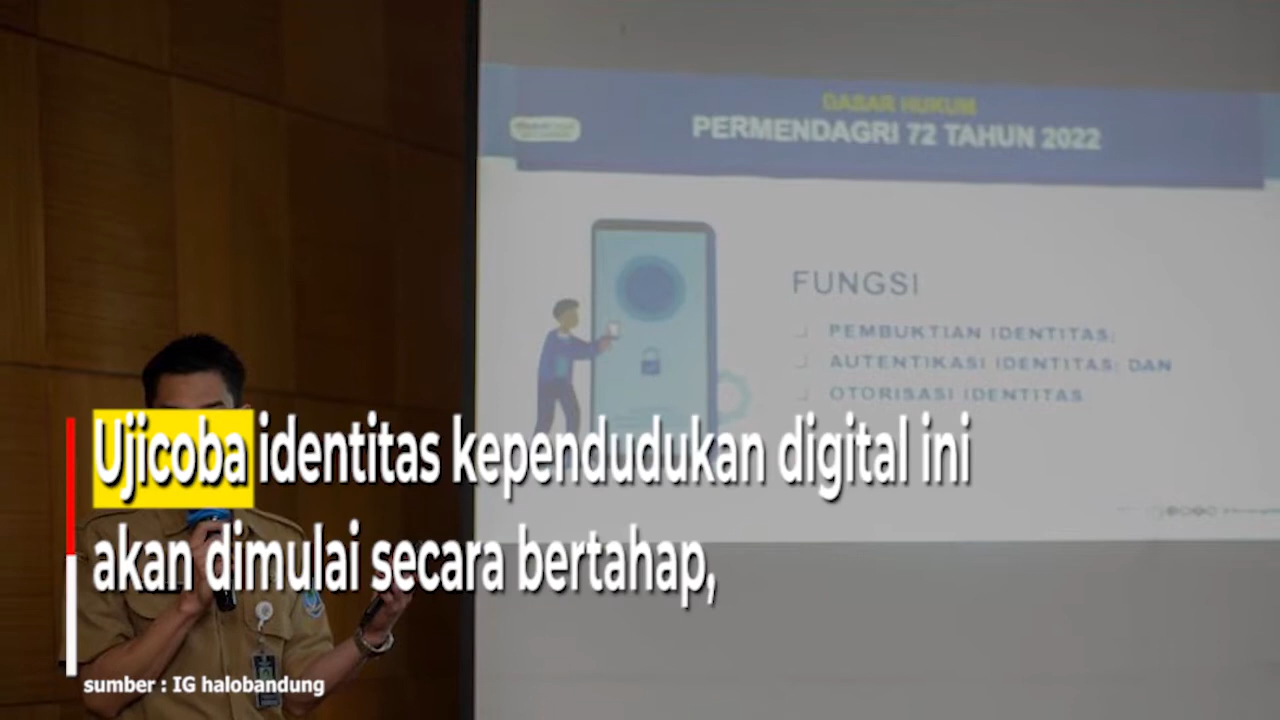 DASAR HUKUM
PERMENDAGRI 72 TAHUN 2022
FUNGSI
PEMBUKTIAN IDENTITAS;
AUTENTIKASI IDENTITAS; DAN
OTORISASI IDENTITAS
Ujicoba identitas kependudukan digital ini
akan dimulai secara bertahap,
sumber : IG halobandung